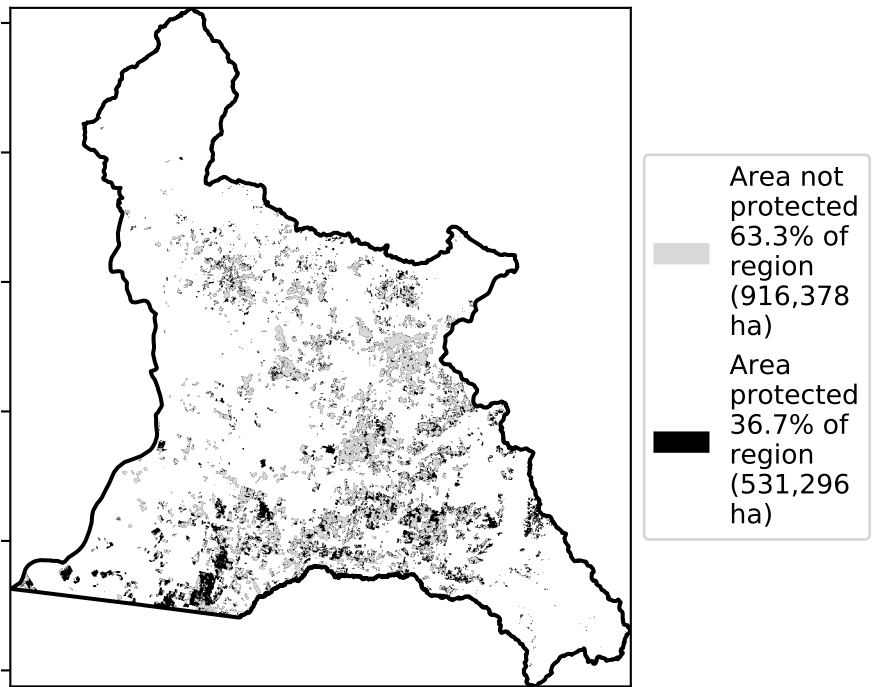 Area not
protected
63.3% of
region
(916,378
ha)
Area
protected
36.7% of
region
(531,296
ha)